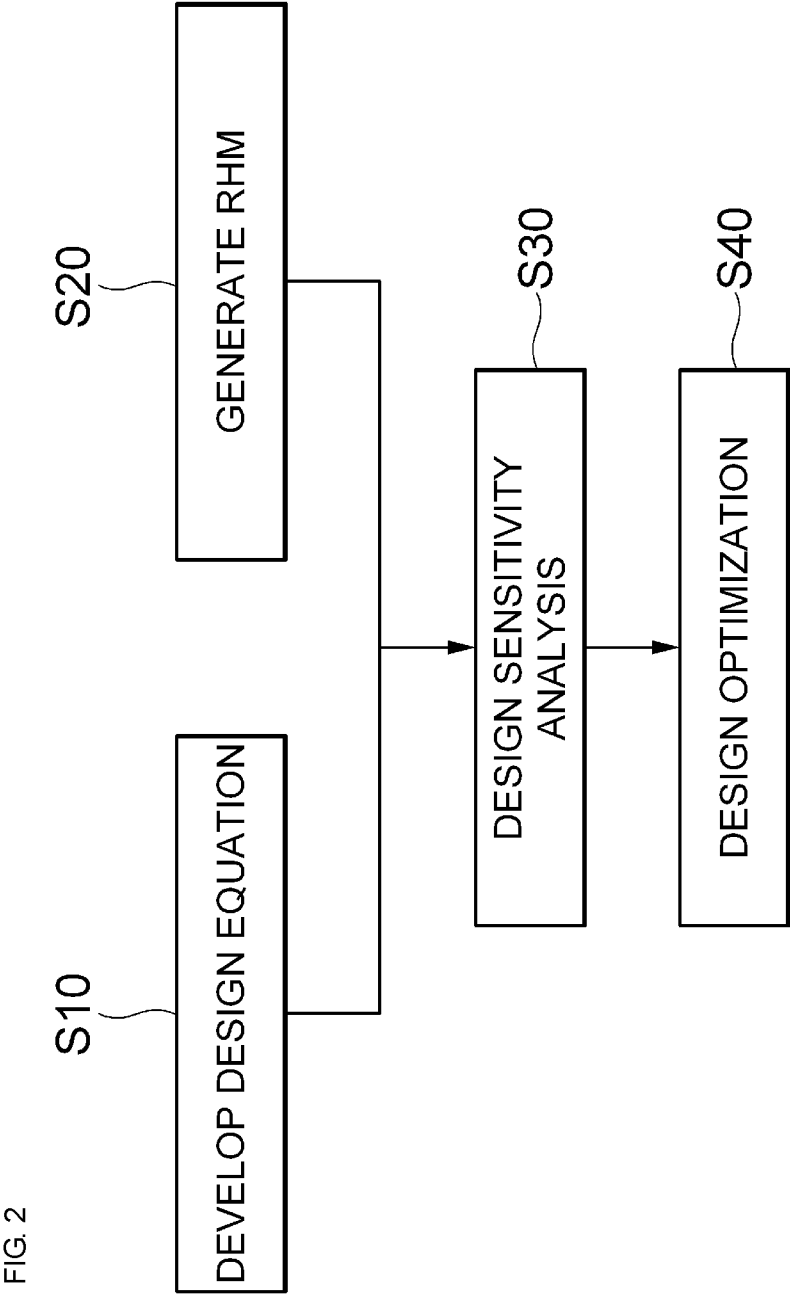 FIG. 2
S10
S20
DEVELOP DESIGN EQUATION
GENERATE RHM
S30
DESIGN SENSITIVITY
ANALYSIS
S40
DESIGN OPTIMIZATION